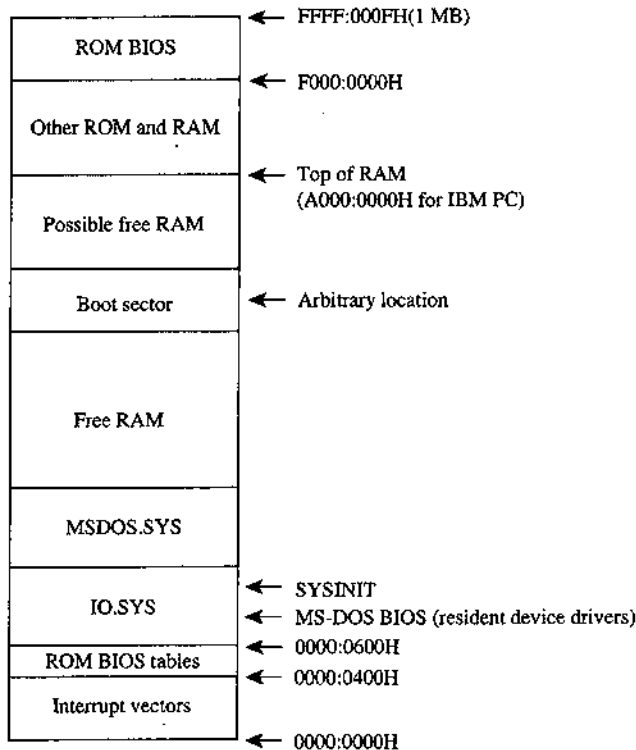 FFFF:000FH(1 MB)
ROM BIOS
F000:0000H
Other ROM and RAM
Top of RAM
(A000:0000H for IBM PC)
Possible free RAM
Boot sector
Arbitrary location
Free RAM
MSDOS.SYS
SYSINIT
IO.SYS
MS-DOS BIOS (resident device drivers)
0000:0600H
ROM BIOS tables
0000:0400H
Interrupt vectors
0000:0000H